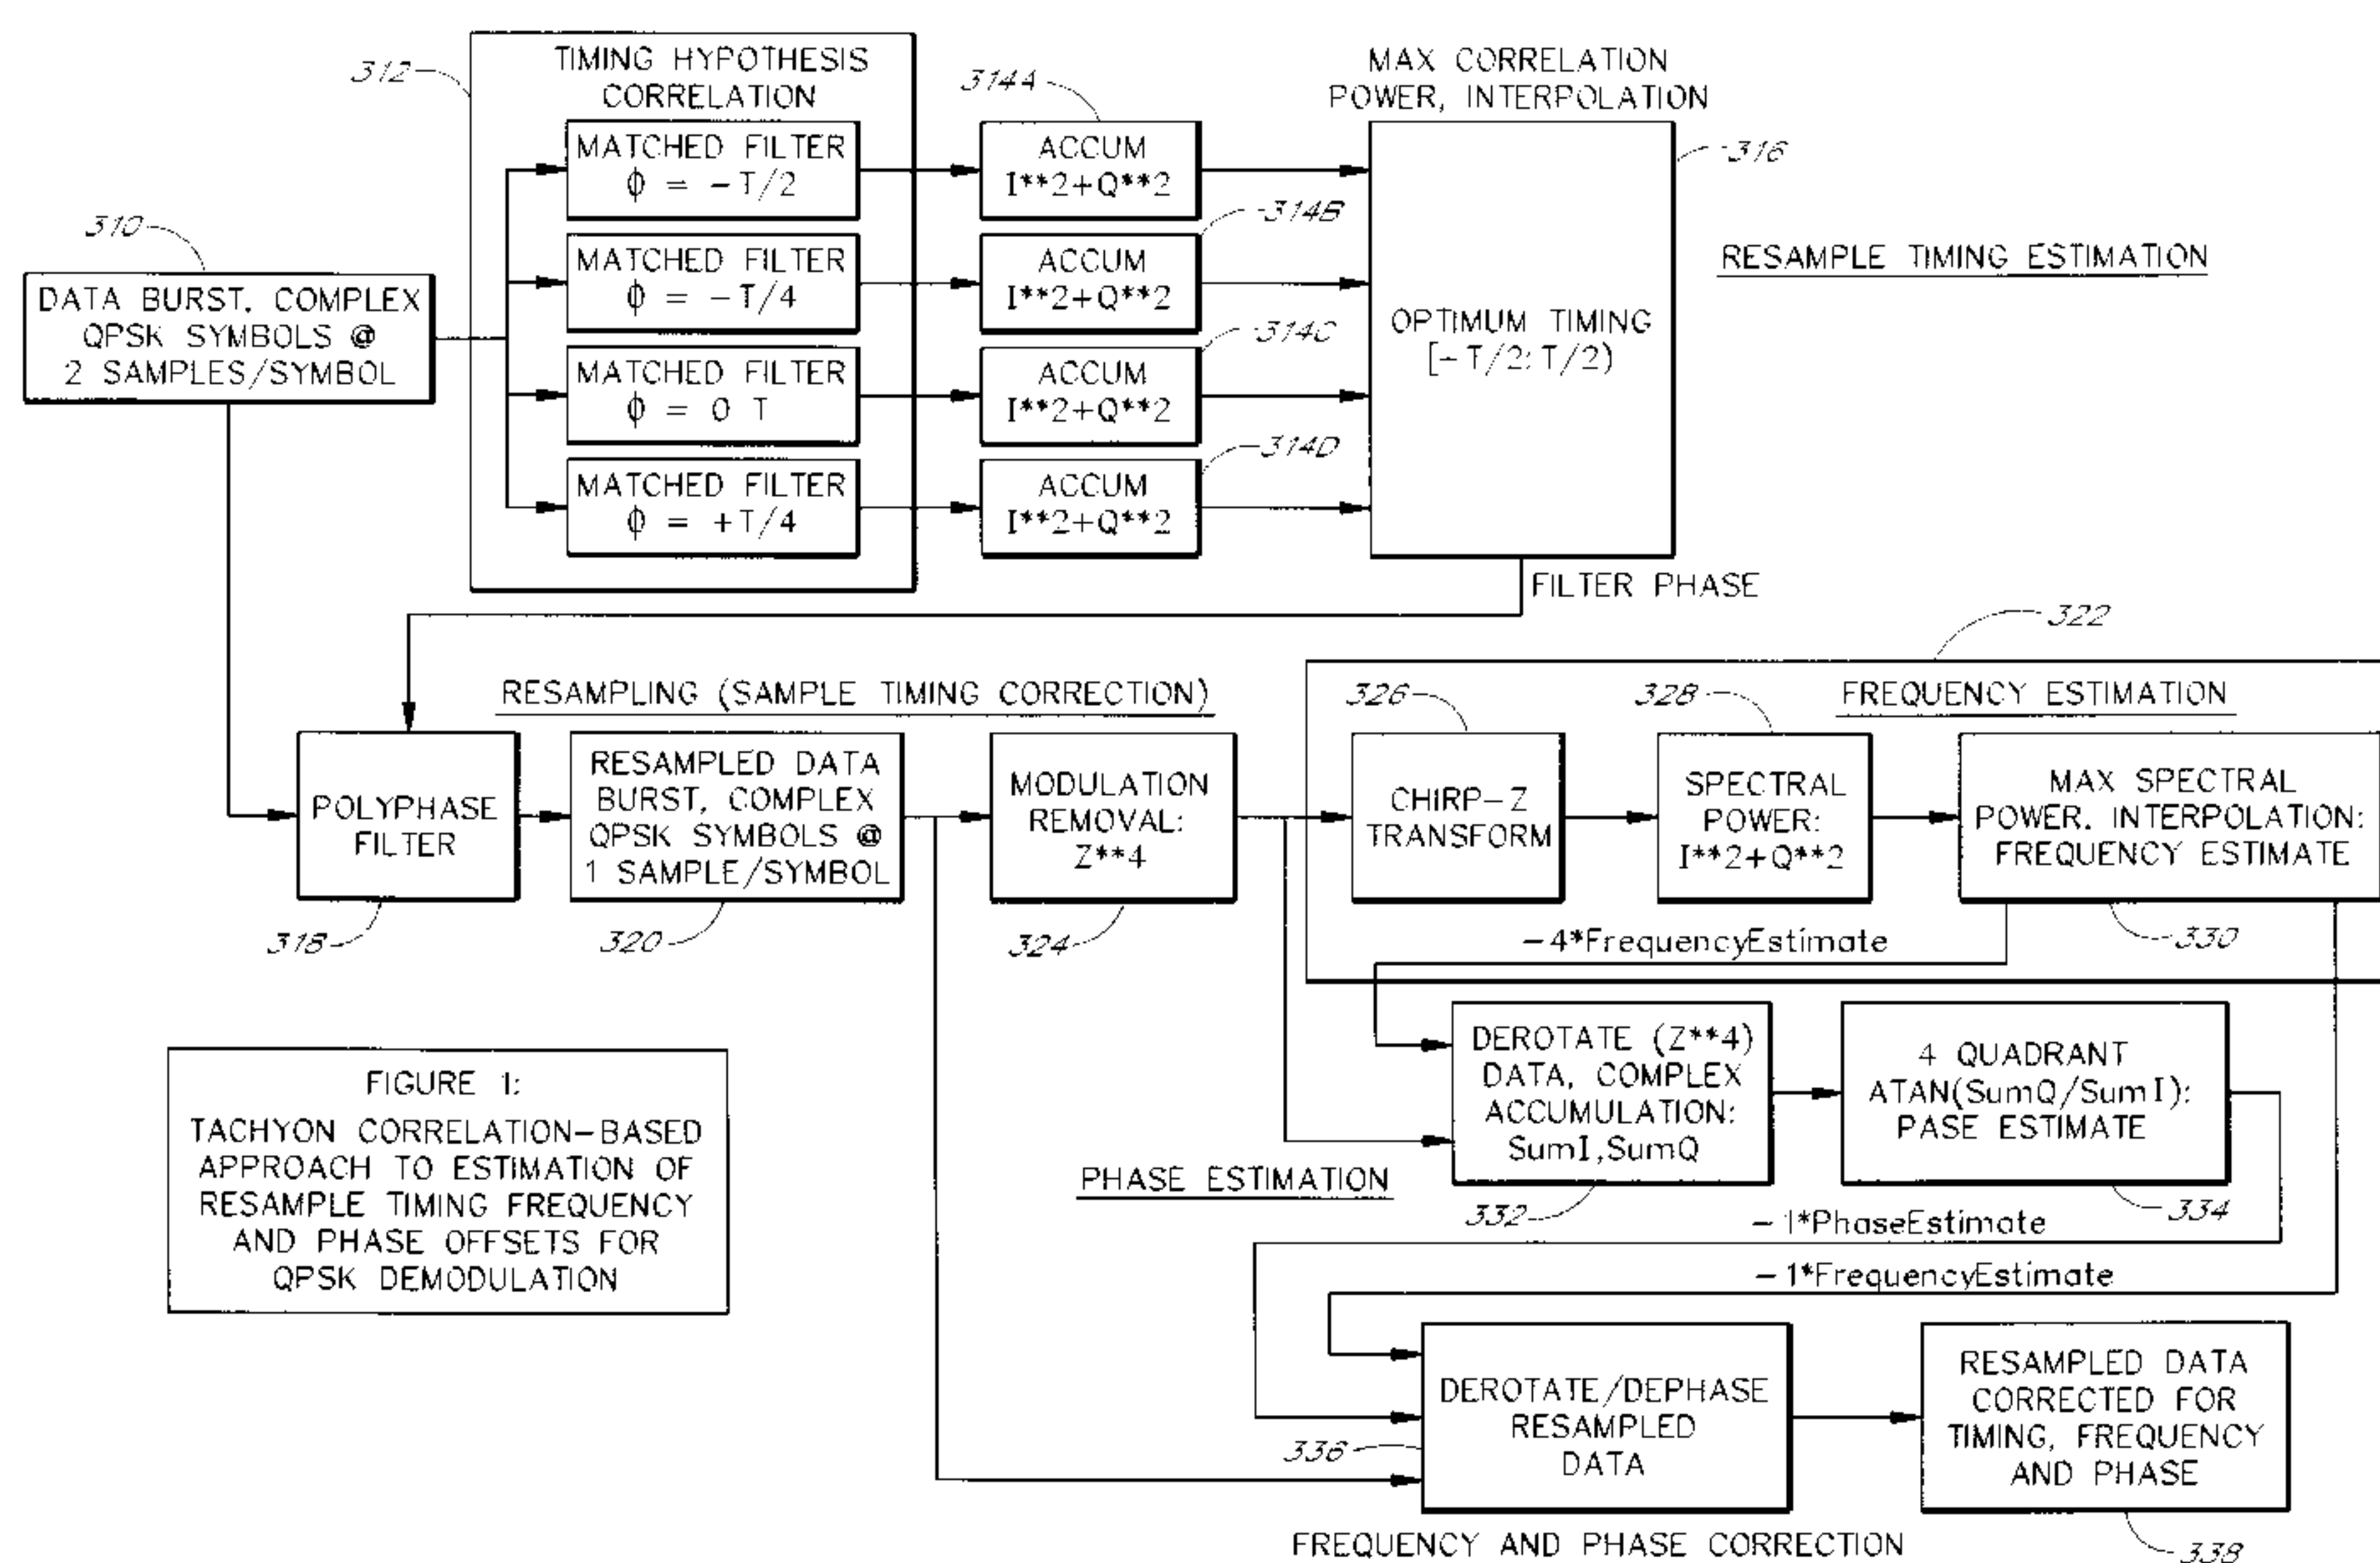 312
TIMING HYPOTHESIS
CORRELATION
MATCHED FILTER
ϕ = -T/2
MATCHED FILTER
ϕ = -T/4
MATCHED FILTER
ϕ = 0 T
MATCHED FILTER
ϕ = +T/4
310
DATA BURST, COMPLEX
QPSK SYMBOLS @
2 SAMPLES/SYMBOL
314A
ACCUM
I**2+Q**2
314B
ACCUM
I**2+Q**2
314C
ACCUM
I**2+Q**2
314D
ACCUM
I**2+Q**2
MAX CORRELATION
POWER, INTERPOLATION
316
OPTIMUM TIMING
[-T/2:T/2)
RESAMPLE TIMING ESTIMATION
FILTER PHASE
322
RESAMPLING (SAMPLE TIMING CORRECTION)
FREQUENCY ESTIMATION
POLYPHASE
FILTER
318
RESAMPLED DATA
BURST, COMPLEX
QPSK SYMBOLS @
1 SAMPLE/SYMBOL
320
MODULATION
REMOVAL:
Z**4
324
326
CHIRP-Z
TRANSFORM
328
SPECTRAL
POWER:
I**2+Q**2
MAX SPECTRAL
POWER. INTERPOLATION:
FREQUENCY ESTIMATE
330
-4*FrequencyEstimate
DEROTATE (Z**4)
DATA, COMPLEX
ACCUMULATION:
SumI,SumQ
332
4 QUADRANT
ATAN(SumQ/SumI):
PASE ESTIMATE
334
PHASE ESTIMATION
-1*PhaseEstimate
-1*FrequencyEstimate
FIGURE 1:
TACHYON CORRELATION-BASED
APPROACH TO ESTIMATION OF
RESAMPLE TIMING FREQUENCY
AND PHASE OFFSETS FOR
QPSK DEMODULATION
DEROTATE/DEPHASE
RESAMPLED
DATA
336
RESAMPLED DATA
CORRECTED FOR
TIMING, FREQUENCY
AND PHASE
338
FREQUENCY AND PHASE CORRECTION